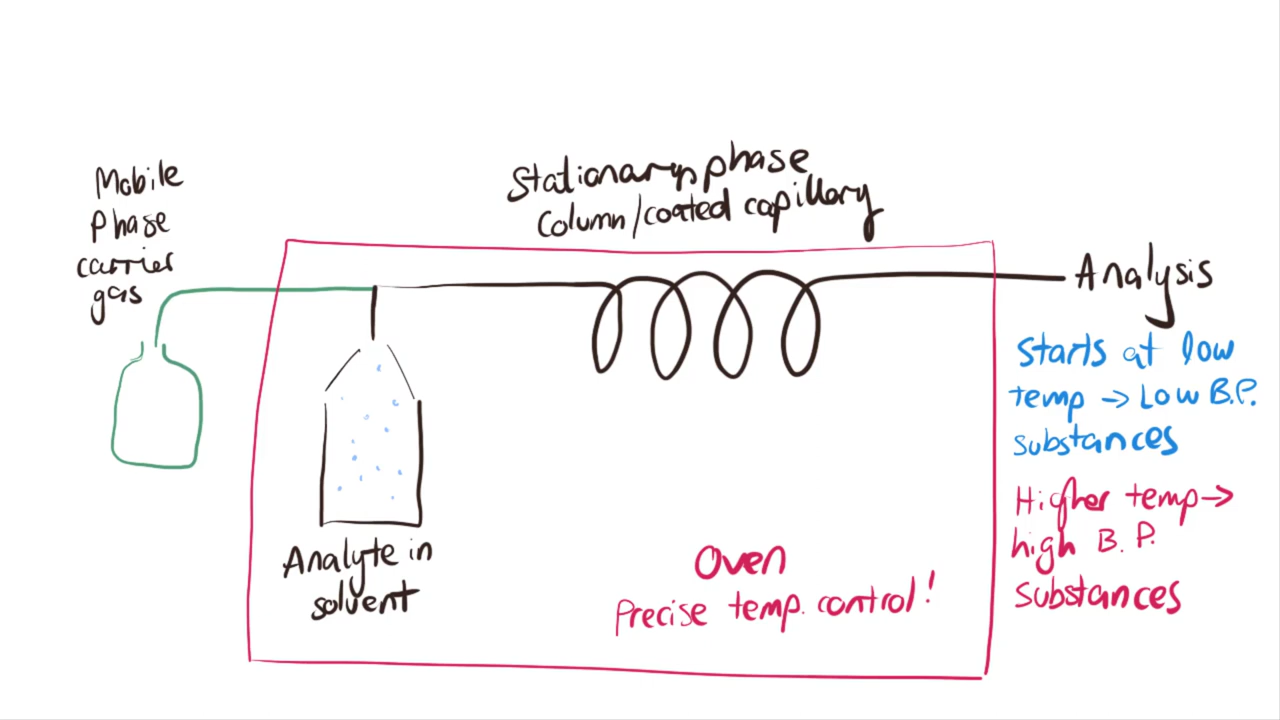 Mobile
Phase
carrier
gas
Stationary phase
Column/coated capillary
Analysis
Starts at low
temp → Low B.P.
substances
Higher temp →
high B.P.
substances
Analyte in
solvent
Oven
Precise temp. control!